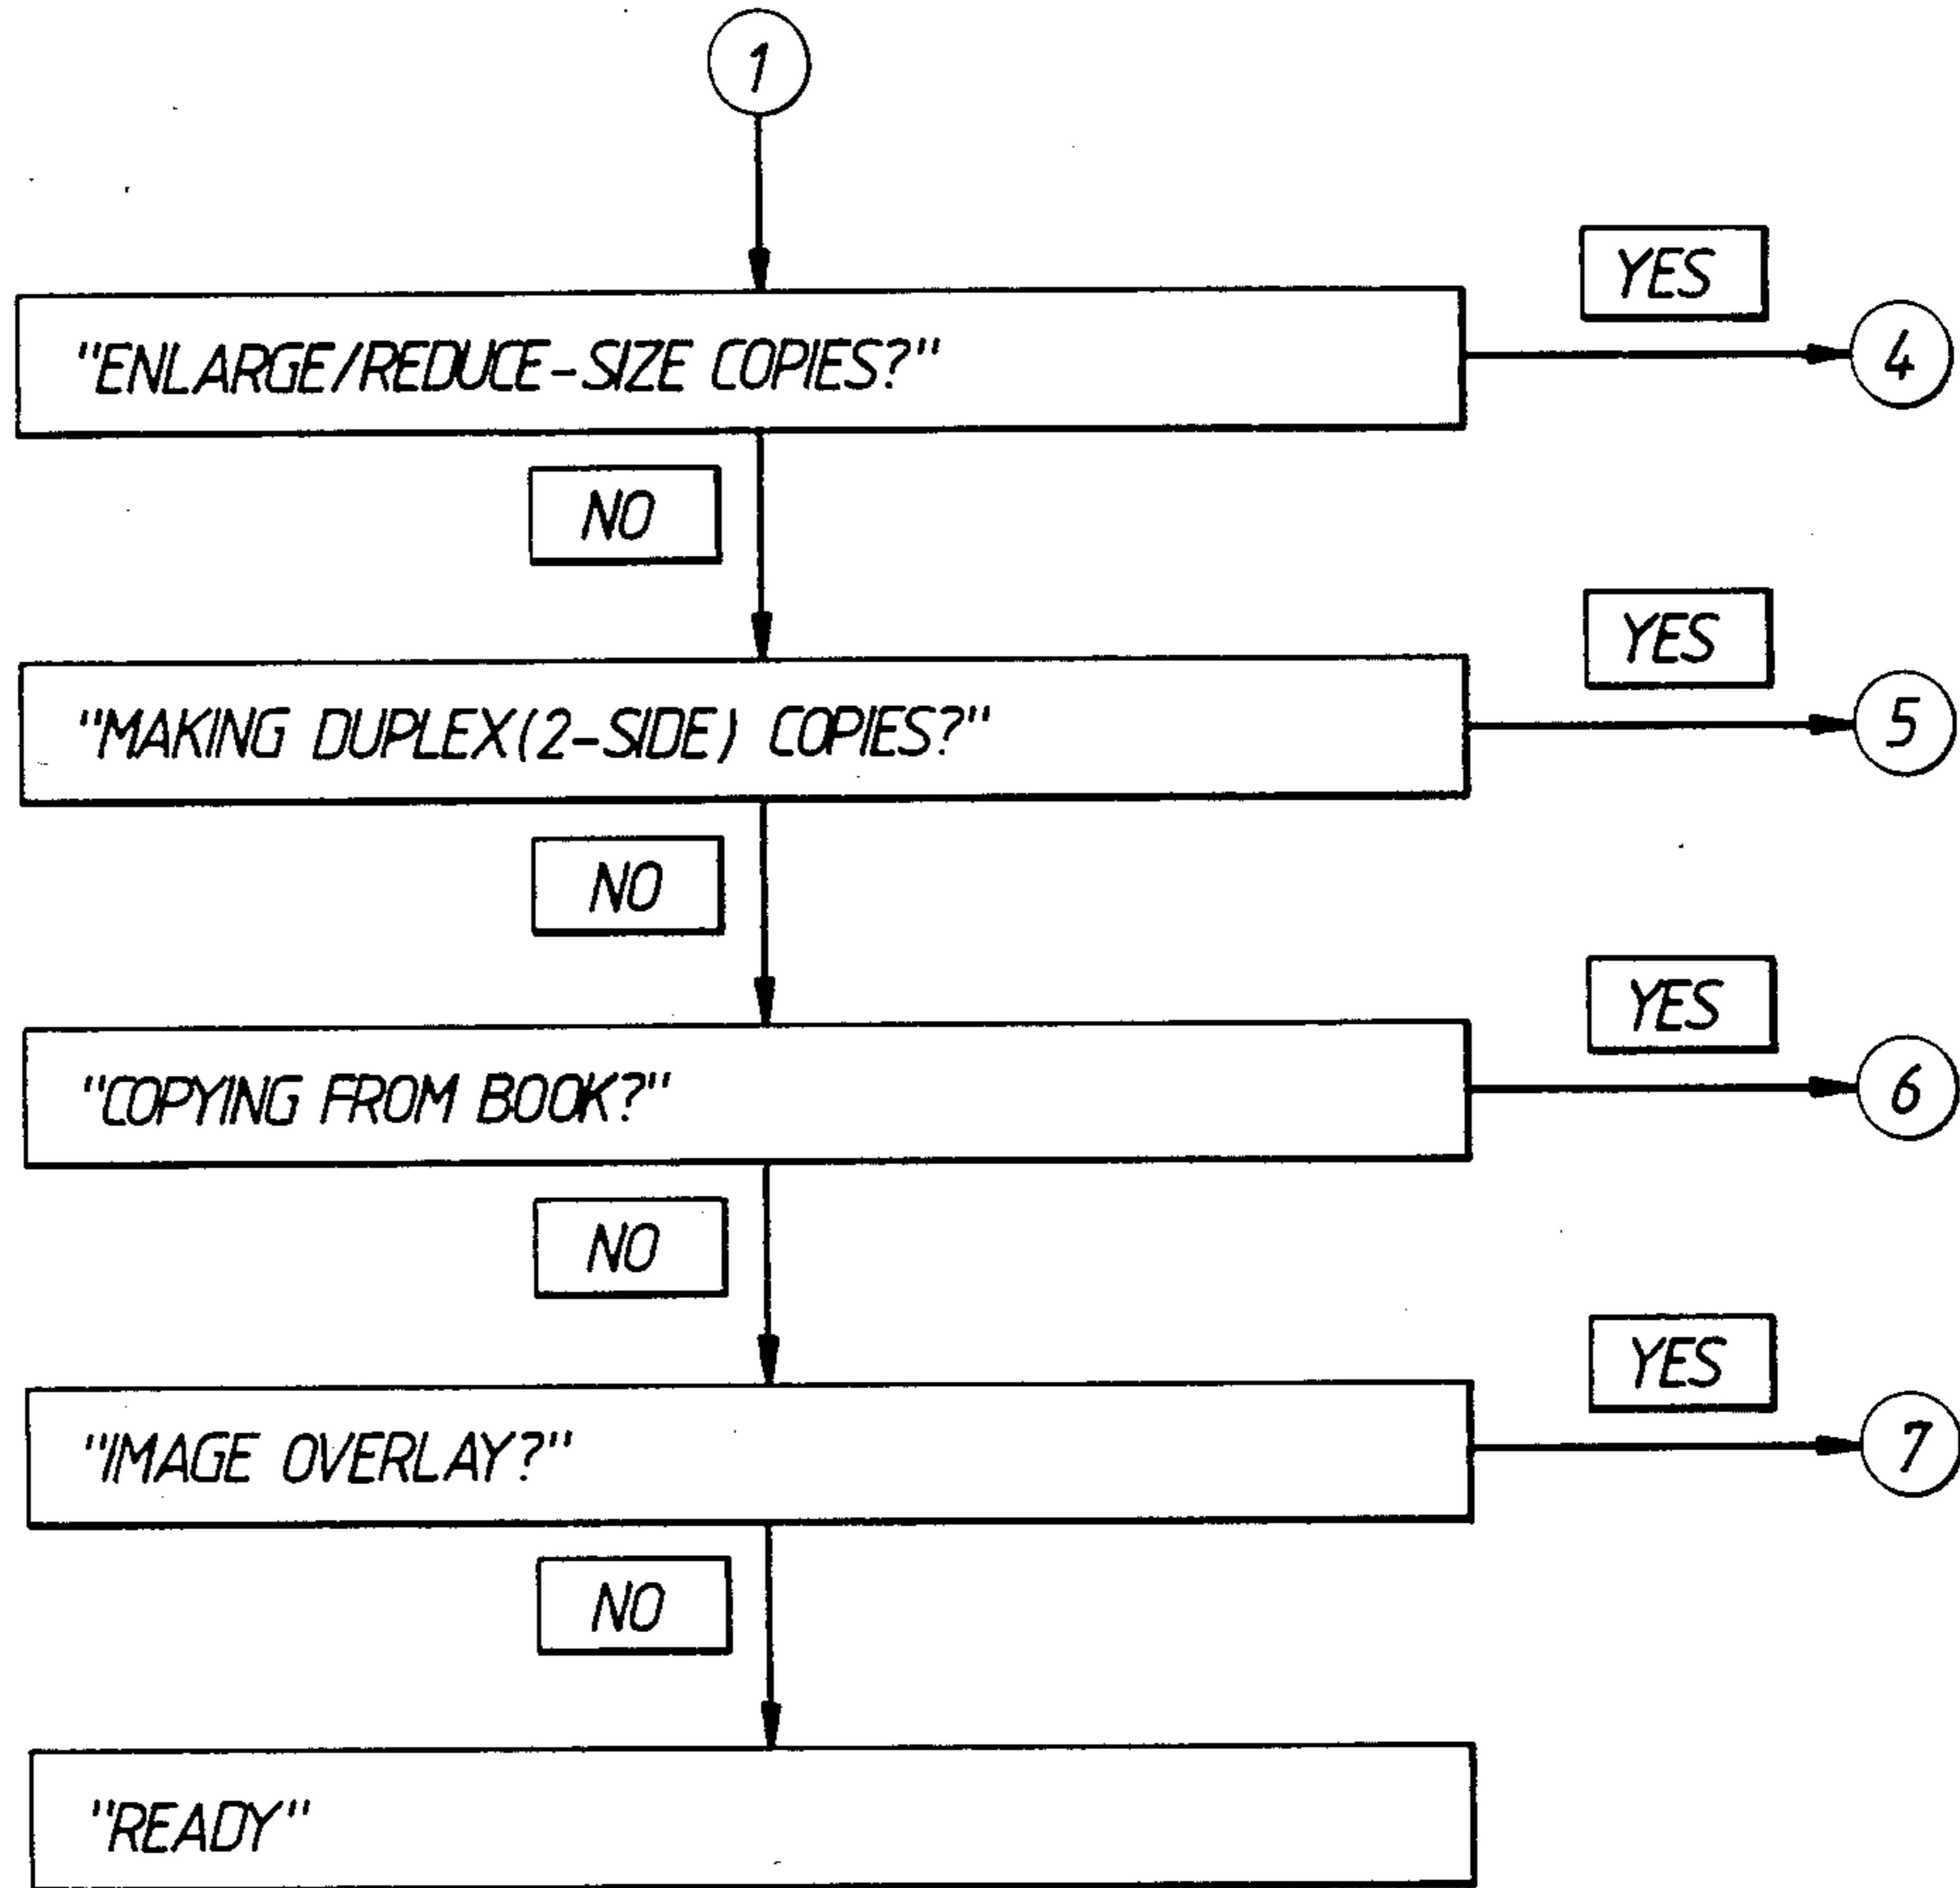 1
YES
"ENLARGE/REDUCE-SIZE COPIES?"
4
NO
YES
"MAKING DUPLEX(2-SIDE) COPIES?"
5
NO
YES
"COPYING FROM BOOK?"
6
NO
YES
"IMAGE OVERLAY?"
7
NO
"READY"